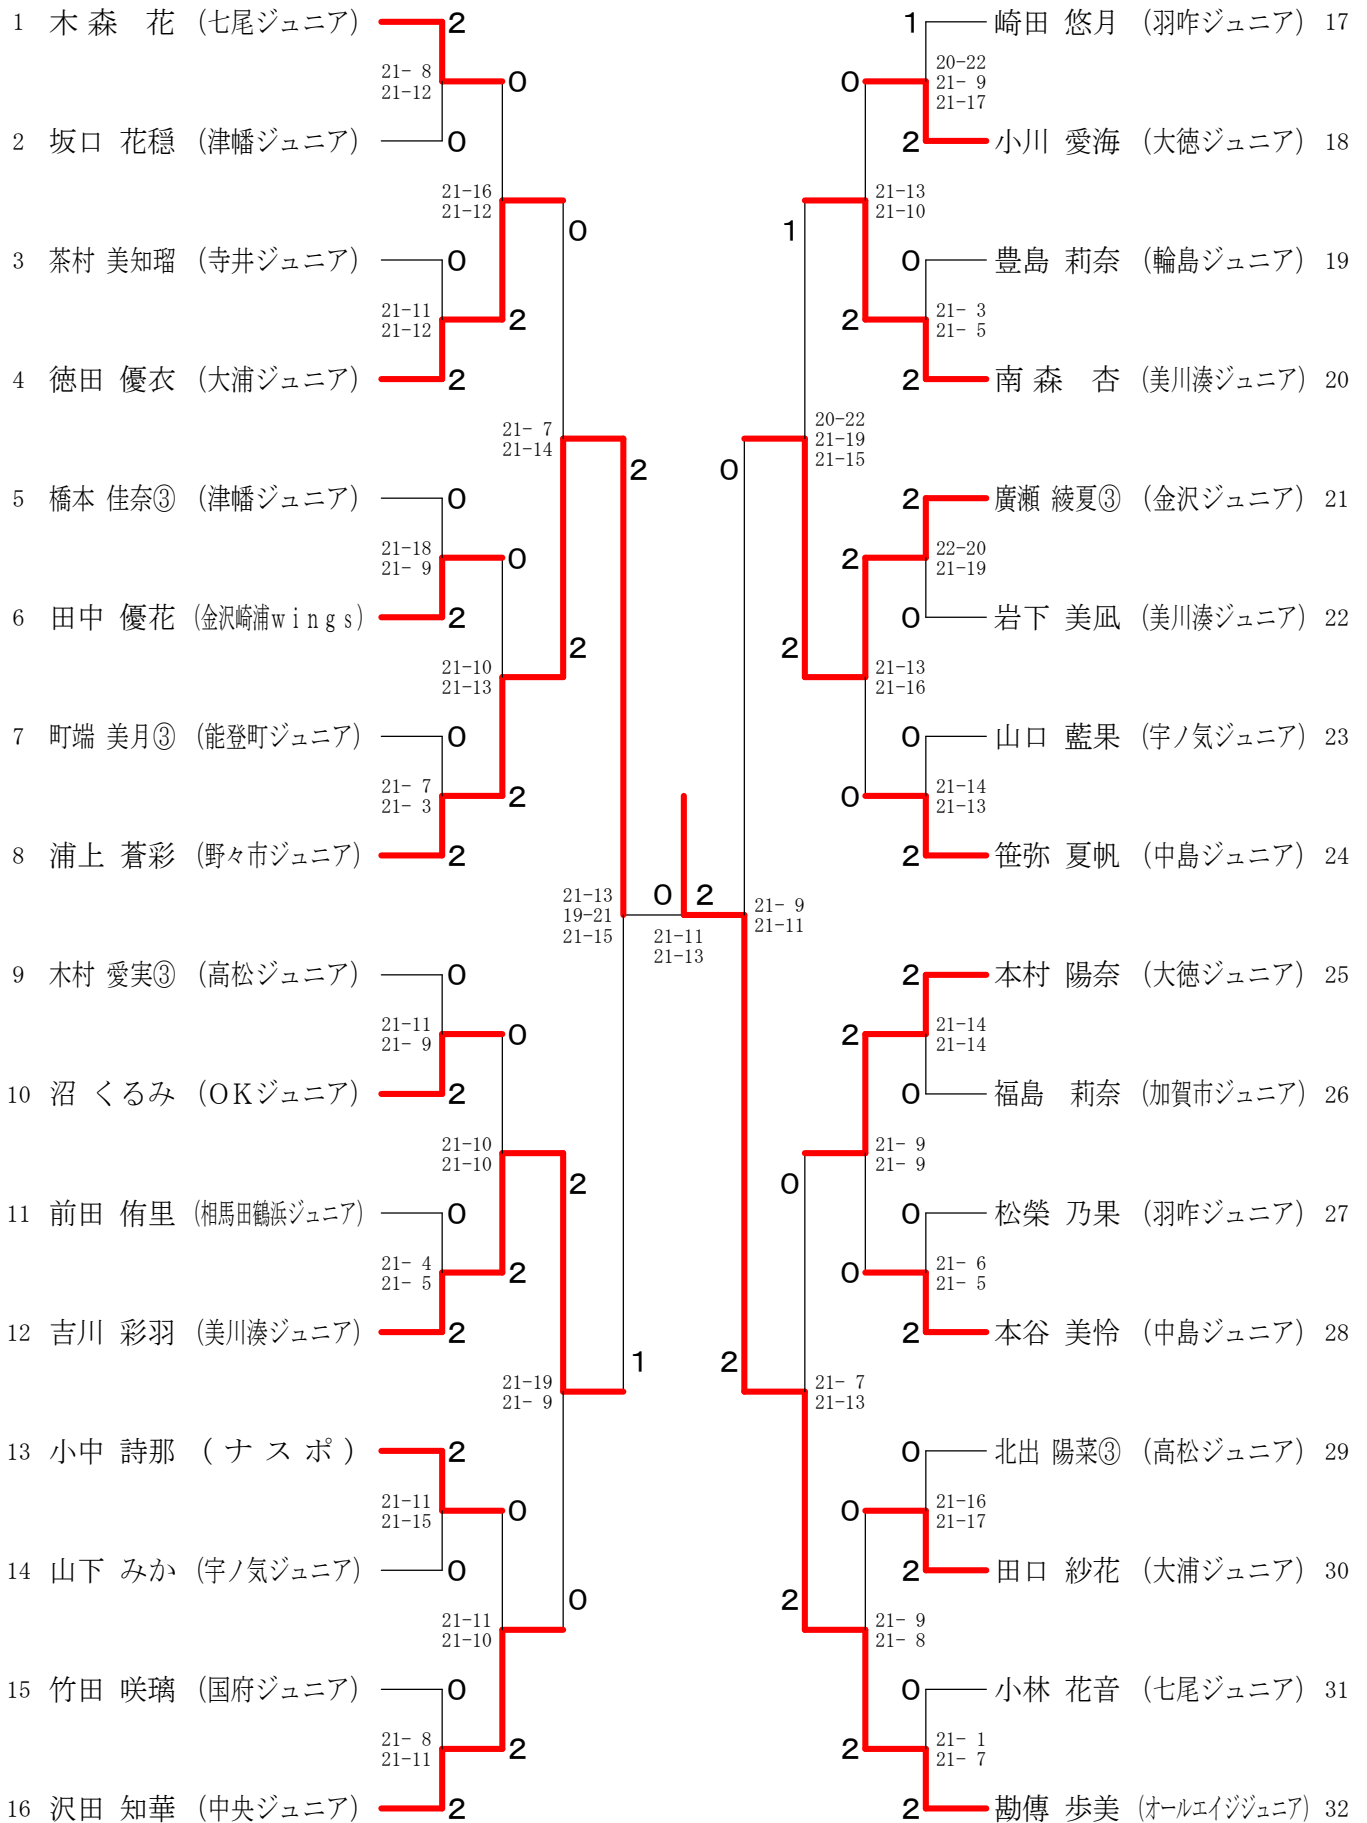 1 木 森 花 (七尾ジュニア) 2
21- 8
21-12
0
2 坂口 花穏 (津幡ジュニア) 0
21-16
21-12
0
3 茶村 美知瑠 (寺井ジュニア) 0
21-11
21-12
2
4 徳田 優衣 (大浦ジュニア) 2
21- 7
21-14
2
5 橋本 佳奈③ (津幡ジュニア) 0
21-18
21- 9
0
6 田中 優花 (金沢崎浦ｗｉｎｇｓ) 2
21-10
21-13
2
7 町端 美月③ (能登町ジュニア) 0
21- 7
21- 3
2
8 浦上 蒼彩 (野々市ジュニア) 2
21-13
19-21
21-15
0 2
21-11
21-13
9 木村 愛実③ (高松ジュニア) 0
21-11
21- 9
0
10 沼 くるみ (OKジュニア) 2
21-10
21-10
2
11 前田 侑里 (相馬田鶴浜ジュニア) 0
21- 4
21- 5
2
12 吉川 彩羽 (美川湊ジュニア) 2
21-19
21- 9
1
13 小中 詩那 (ナスポ) 2
21-11
21-15
0
14 山下 みか (宇ノ気ジュニア) 0
21-11
21-10
0
15 竹田 咲璃 (国府ジュニア) 0
21- 8
21-11
2
16 沢田 知華 (中央ジュニア) 2
1 崎田 悠月 (羽咋ジュニア) 17
0
20-22
21- 9
21-17
2 小川 愛海 (大徳ジュニア) 18
1
21-13
21-10
0 豊島 莉奈 (輪島ジュニア) 19
2
21- 3
21- 5
2 南 森 杏 (美川湊ジュニア) 20
0
20-22
21-19
21-15
2 廣瀬 綾夏③ (金沢ジュニア) 21
2
22-20
21-19
0 岩下 美凪 (美川湊ジュニア) 22
2
21-13
21-16
0 山口 藍果 (宇ノ気ジュニア) 23
0
21-14
21-13
2 笹弥 夏帆 (中島ジュニア) 24
21- 9
21-11
2 本村 陽奈 (大徳ジュニア) 25
2
21-14
21-14
0 福島 莉奈 (加賀市ジュニア) 26
0
21- 9
21- 9
0 松榮 乃果 (羽咋ジュニア) 27
0
21- 6
21- 5
2 本谷 美怜 (中島ジュニア) 28
2
21- 7
21-13
0 北出 陽菜③ (高松ジュニア) 29
0
21-16
21-17
2 田口 紗花 (大浦ジュニア) 30
2
21- 9
21- 8
0 小林 花音 (七尾ジュニア) 31
2
21- 1
21- 7
2 勘傳 歩美 (オールエイジジュニア) 32